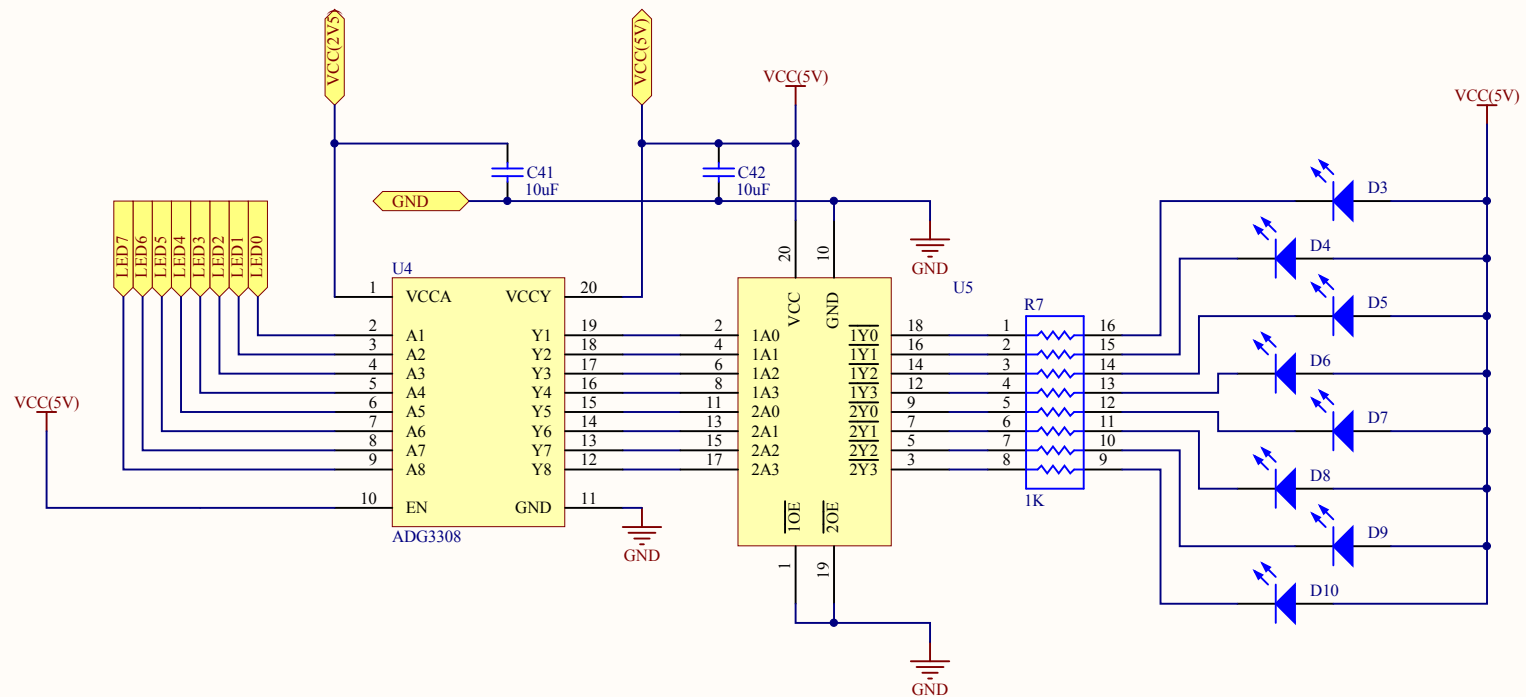 VCC(2V5)
VCC(5V)
VCC(5V)
VCC(5V)
C41
10uF
C42
10uF
GND
GND
D3
D4
D5
D6
D7
D8
D9
D10
LED7
LED6
LED5
LED4
LED3
LED2
LED1
LED0
VCC(5V)
U4
1 VCCA VCCY 20
2 A1 Y1 19
3 A2 Y2 18
4 A3 Y3 17
5 A4 Y4 16
6 A5 Y5 15
7 A6 Y6 14
8 A7 Y7 13
9 A8 Y8 12
10 EN GND 11
ADG3308
GND
U5
20 10
VCC GND
2 1A0 1Y0 18
4 1A1 1Y1 16
6 1A2 1Y2 14
8 1A3 1Y3 12
11 2A0 2Y0 9
13 2A1 2Y1 7
15 2A2 2Y2 5
17 2A3 2Y3 3
1OE 2OE
1 19
GND
R7
1 16
2 15
3 14
4 13
5 12
6 11
7 10
8 9
1K